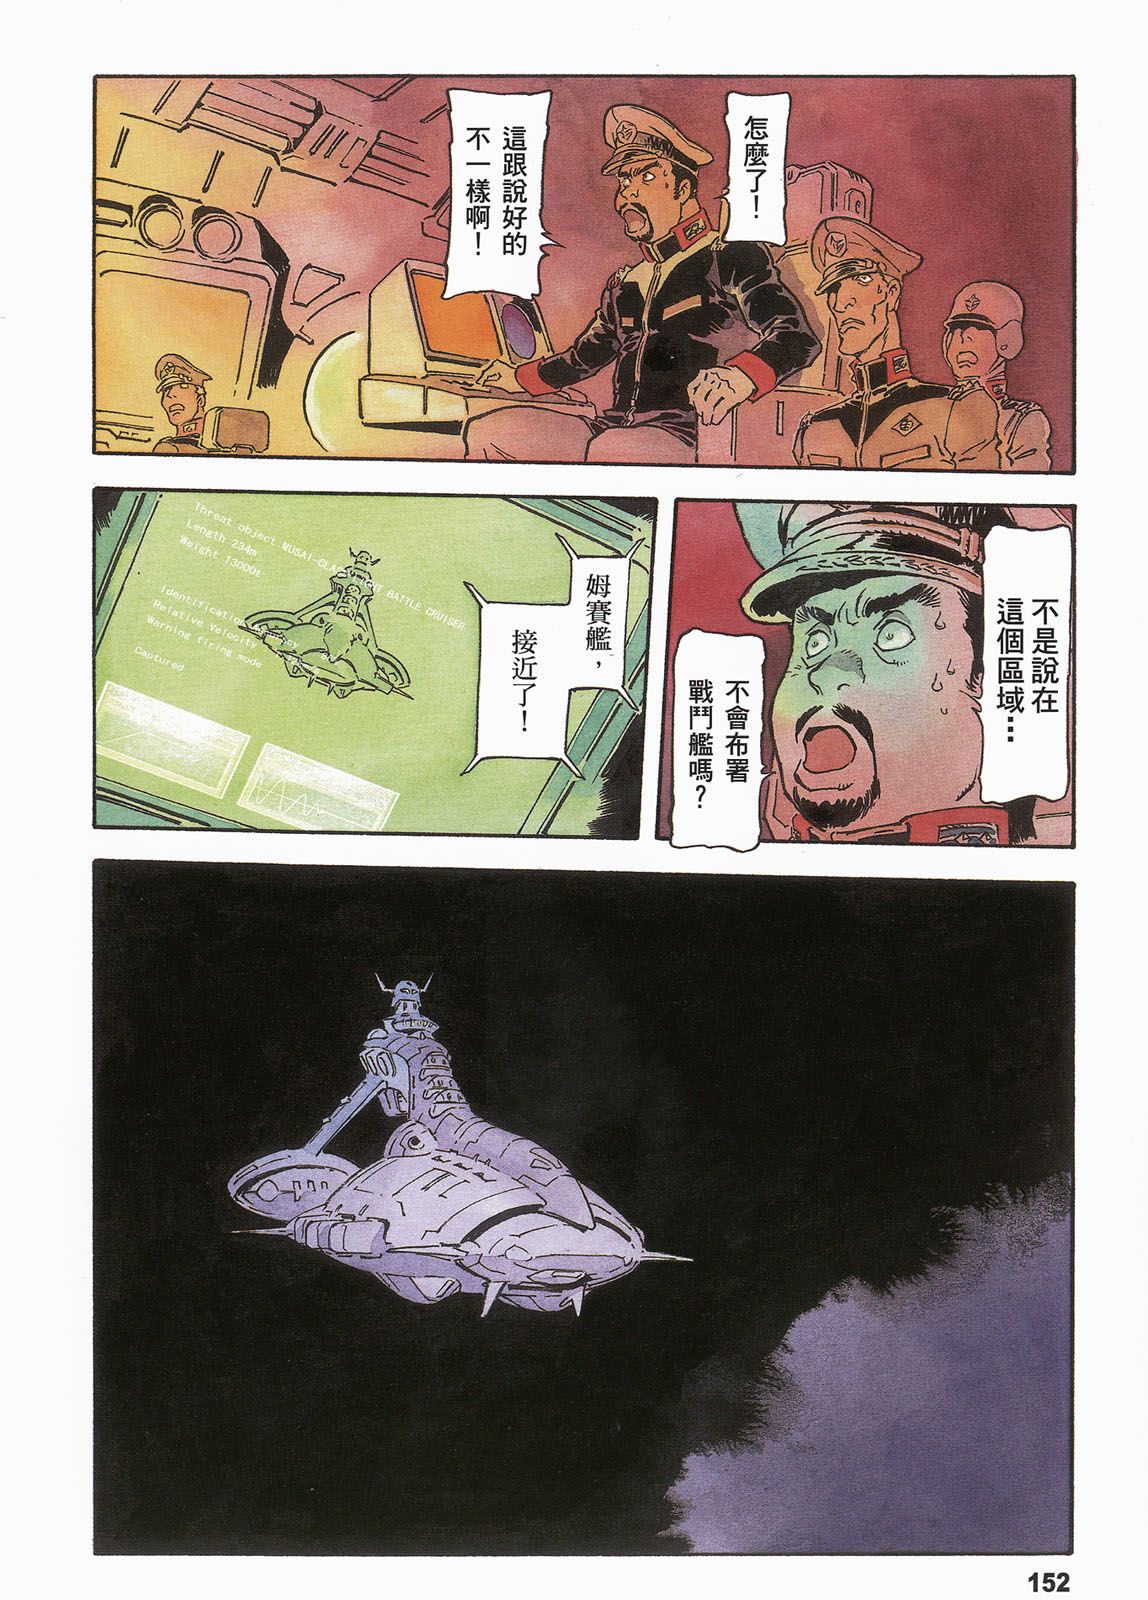 怎麼了！
這跟說好的
不一樣啊！
不是說在
這個區域…
不會布署
戰鬥艦嗎？
姆賽艦，
接近了！
Threat object MUSAI-CLASS LIGHT BATTLE CRUISER
Length 234m
Weight 13000t
Identification
Relative Velocity
Warning firing mode
Captured
152